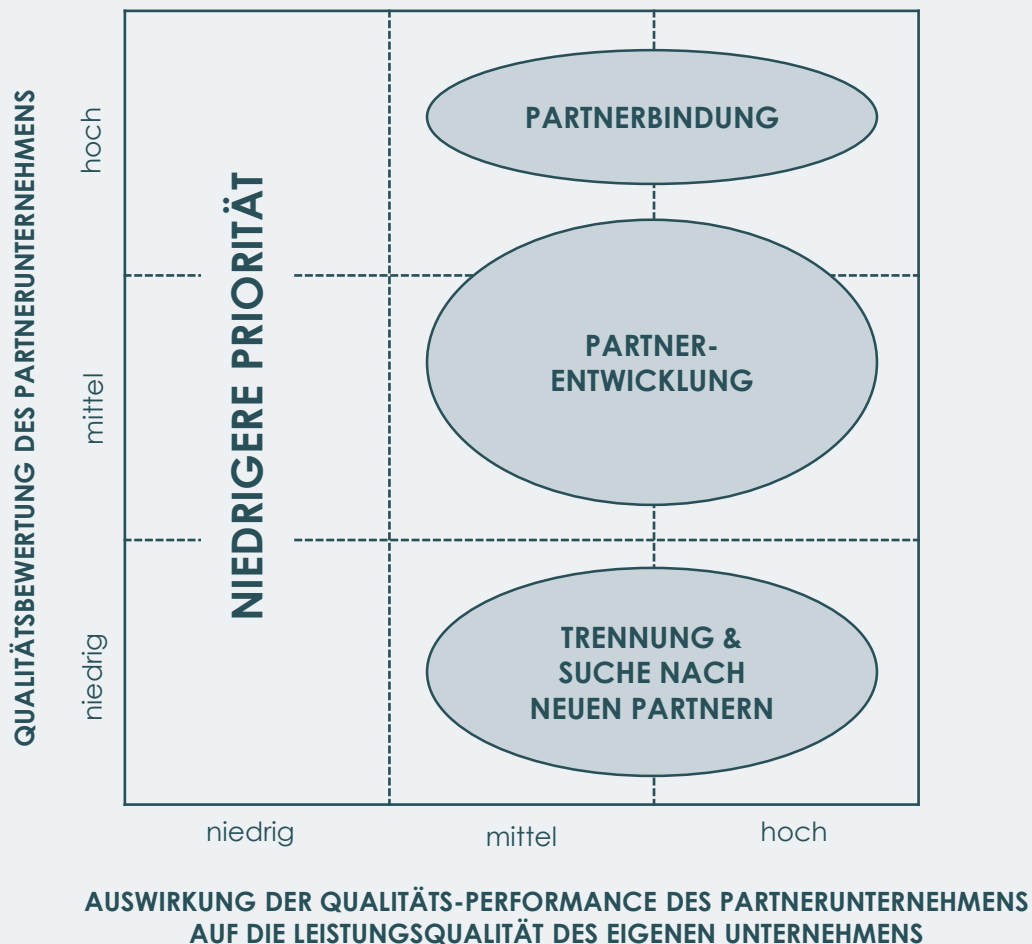 QUALITÄTSBEWERTUNG DES PARTNERUNTERNEHMENS
hoch
mittel
niedrig
NIEDRIGERE PRIORITÄT
PARTNERBINDUNG
PARTNER-
ENTWICKLUNG
TRENNUNG &
SUCHE NACH
NEUEN PARTNERN
niedrig
mittel
hoch
AUSWIRKUNG DER QUALITÄTS-PERFORMANCE DES PARTNERUNTERNEHMENS
AUF DIE LEISTUNGSQUALITÄT DES EIGENEN UNTERNEHMENS